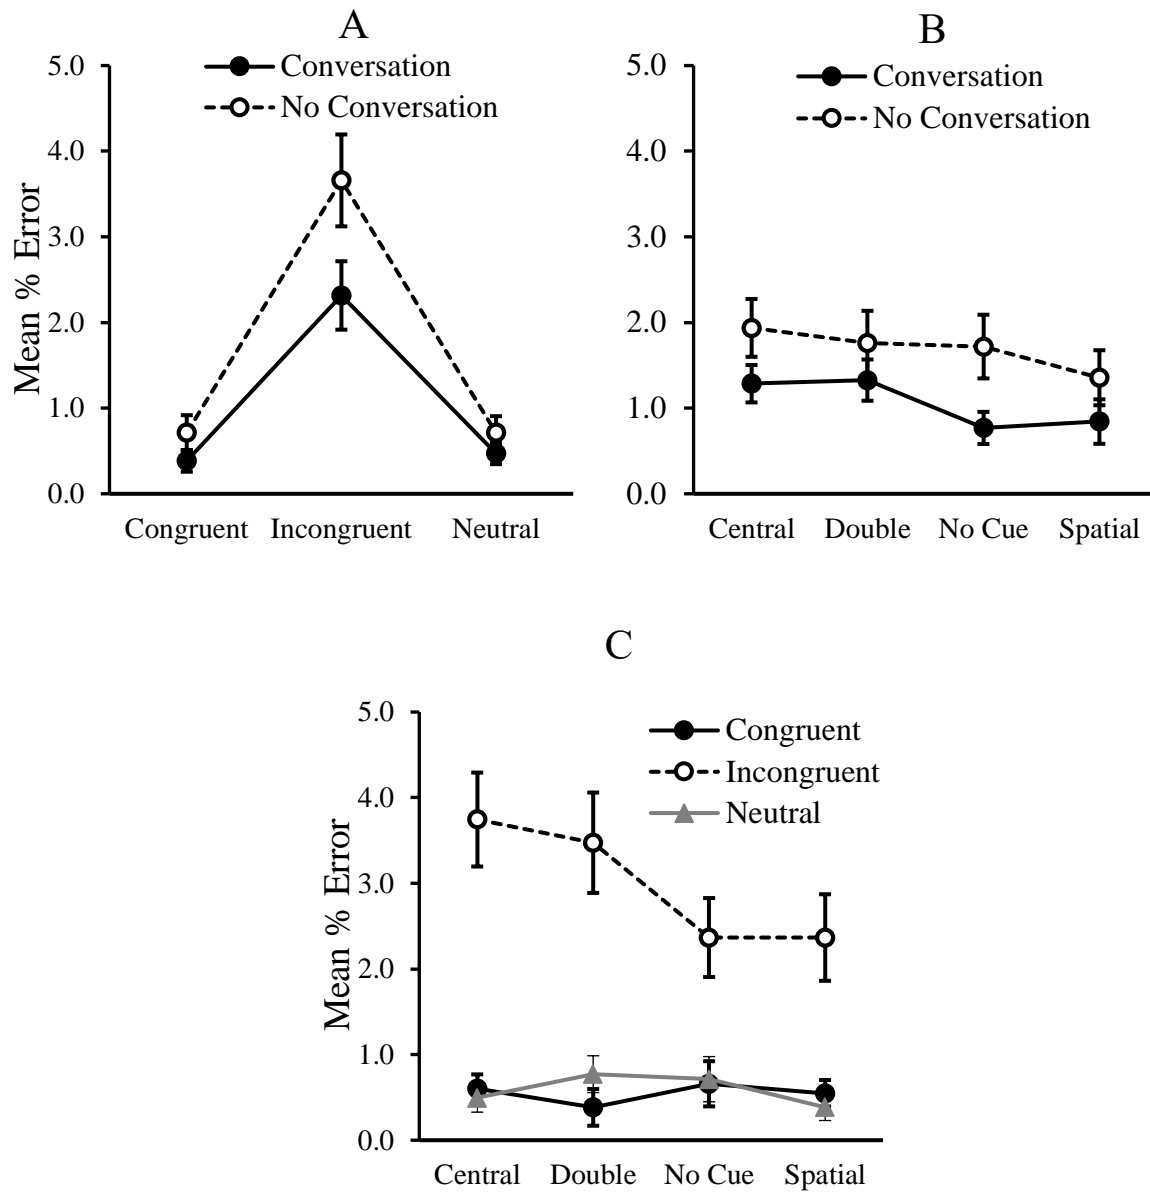 A
Conversation
No Conversation
Mean % Error
5.0
4.0
3.0
2.0
1.0
0.0
Congruent Incongruent Neutral
B
Conversation
No Conversation
5.0
4.0
3.0
2.0
1.0
0.0
Central Double No Cue Spatial
C
Congruent
Incongruent
Neutral
Mean % Error
5.0
4.0
3.0
2.0
1.0
0.0
Central Double No Cue Spatial